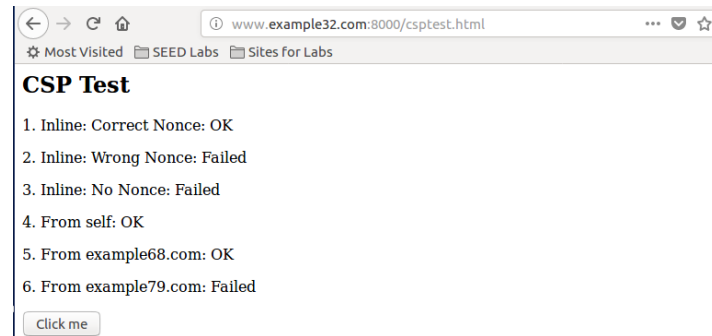 www.example32.com:8000/csptest.html
Most Visited SEED Labs Sites for Labs
CSP Test
1. Inline: Correct Nonce: OK
2. Inline: Wrong Nonce: Failed
3. Inline: No Nonce: Failed
4. From self: OK
5. From example68.com: OK
6. From example79.com: Failed
Click me